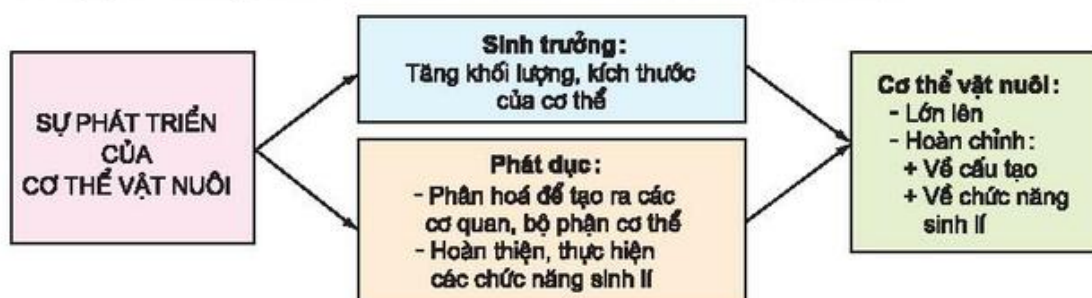 SỰ PHÁT TRIỂN
CỦA
CƠ THỂ VẬT NUÔI
Sinh trưởng:
Tăng khối lượng, kích thước
của cơ thể
Phát dục:
- Phân hoá để tạo ra các
cơ quan, bộ phận cơ thể
- Hoàn thiện, thực hiện
các chức năng sinh lí
Cơ thể vật nuôi:
- Lớn lên
- Hoàn chỉnh:
+ Về cấu tạo
+ Về chức năng
sinh lí